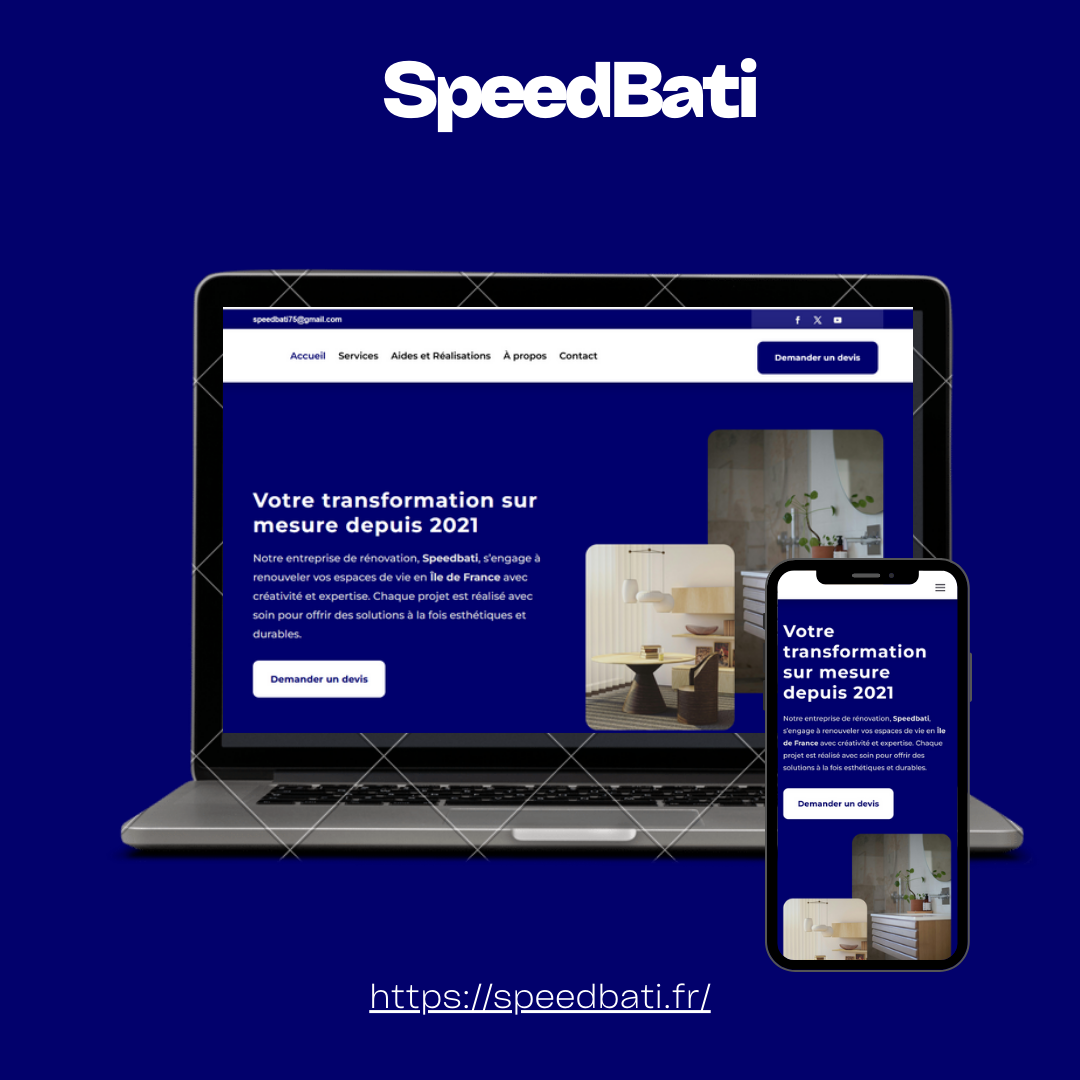 SpeedBati
speedbati75@gmail.com
Accueil Services Aides et Réalisations À propos Contact Demander un devis
Votre transformation sur
mesure depuis 2021
Notre entreprise de rénovation, Speedbati, s'engage à
renouveler vos espaces de vie en Île de France avec
créativité et expertise. Chaque projet est réalisé avec
soin pour offrir des solutions à la fois esthétiques et
durables.
Demander un devis
Votre
transformation
sur mesure
depuis 2021
Notre entreprise de rénovation, Speedbati,
s'engage à renouveler vos espaces de vie en Île
de France avec créativité et expertise. Chaque
projet est réalisé avec soin pour offrir des
solutions à la fois esthétiques et durables.
Demander un devis
https://speedbati.fr/